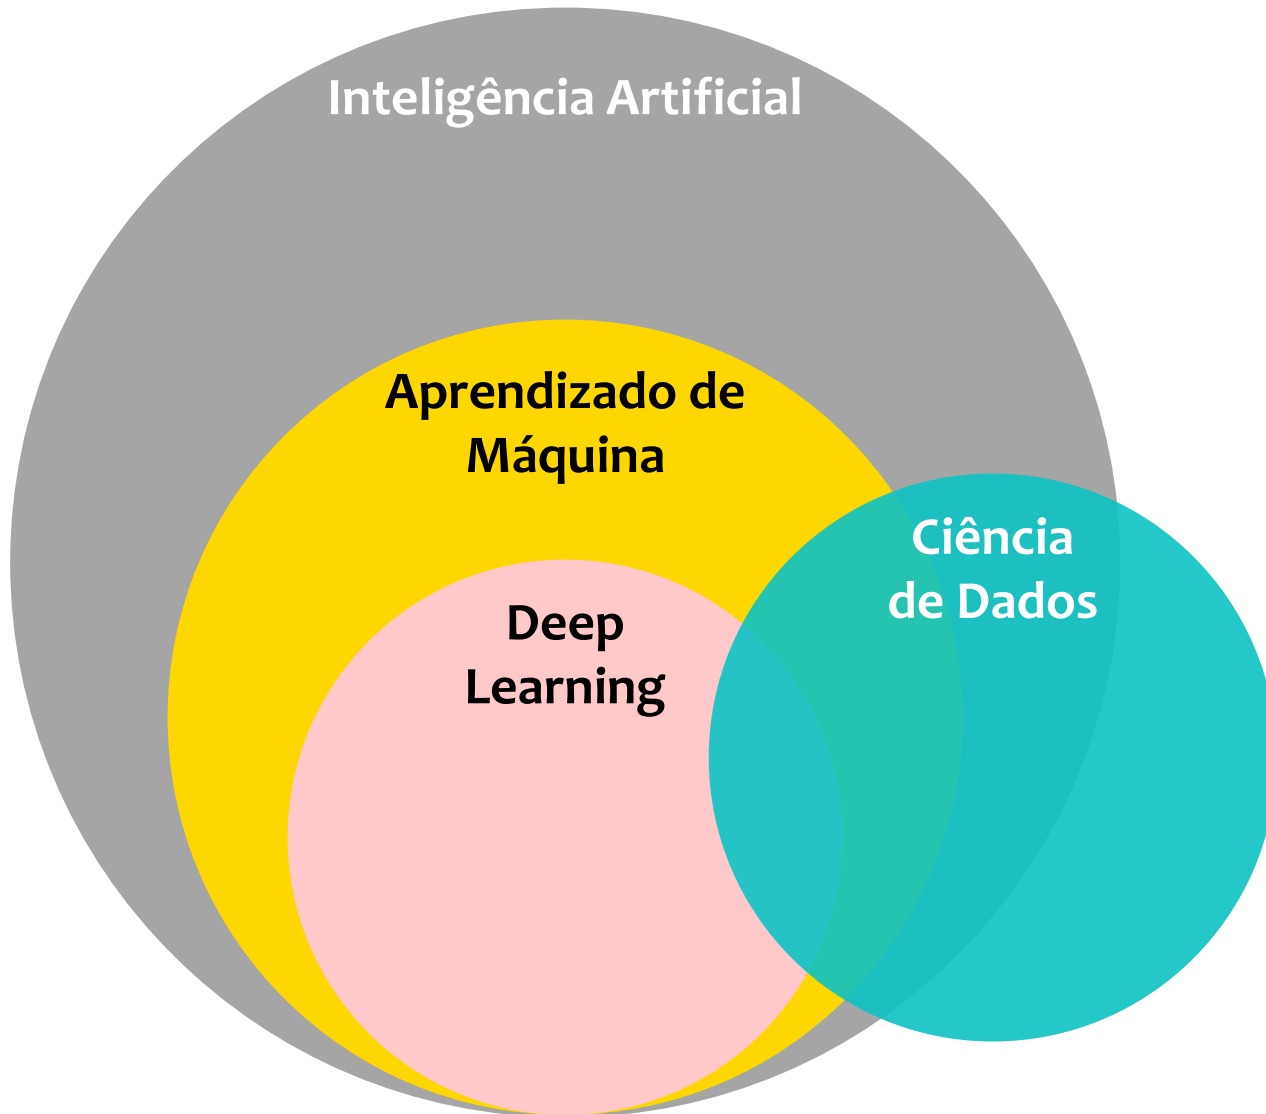 Inteligência Artificial
Aprendizado de
Máquina
Ciência
de Dados
Deep
Learning